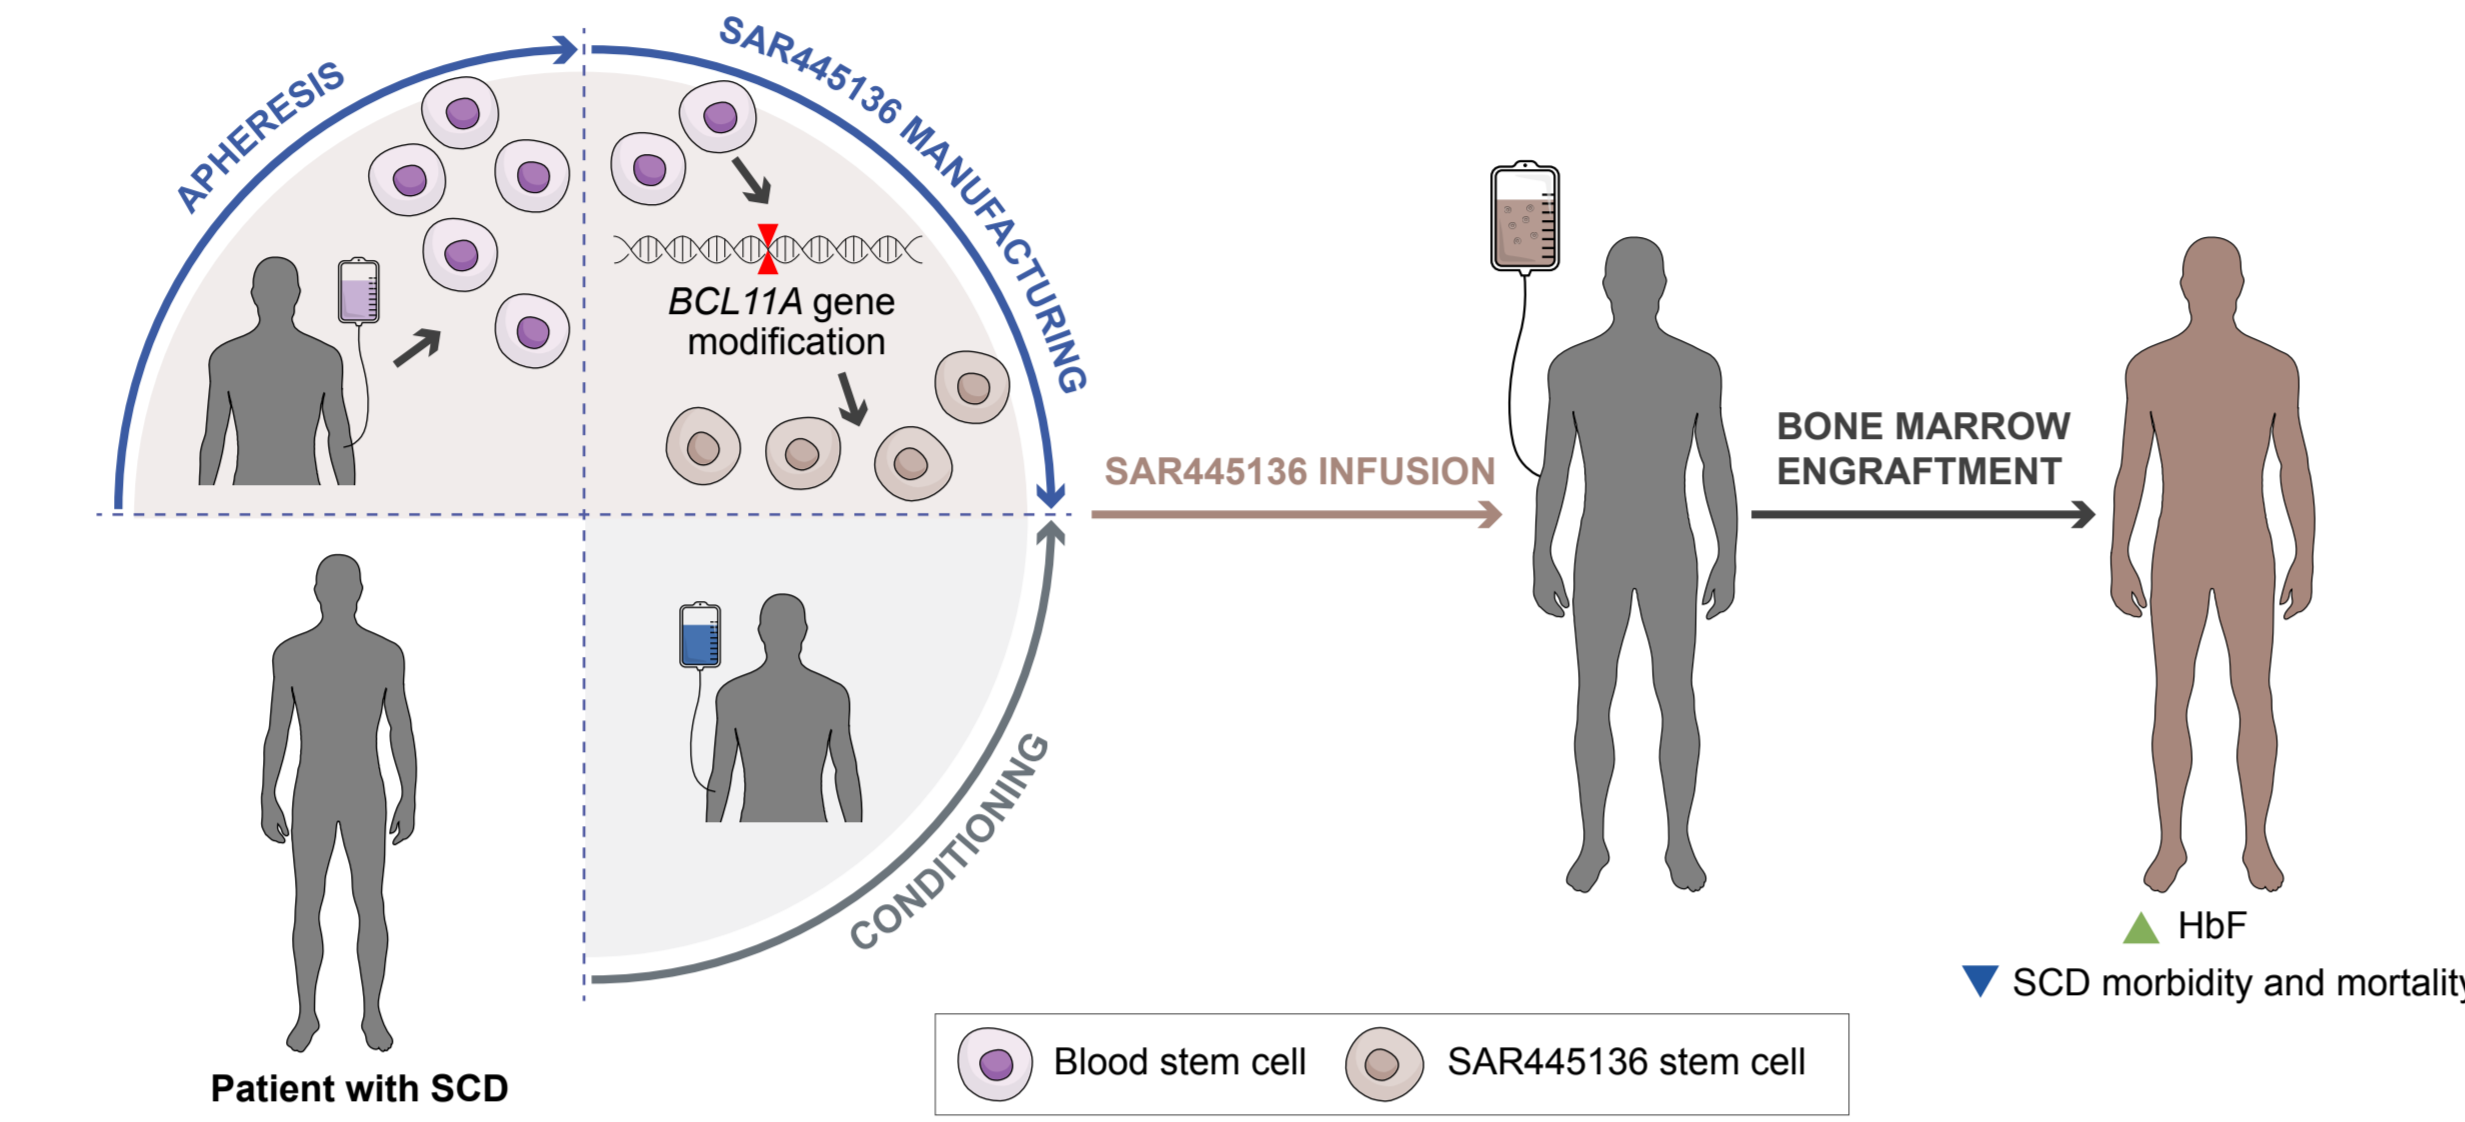 APHERESIS
SAR445136 MANUFACTURING
BCL11A gene
modification
CONDITIONING
Patient with SCD
SAR445136 INFUSION
BONE MARROW
ENGRAFTMENT
HbF
SCD morbidity and mortality
Blood stem cell
SAR445136 stem cell